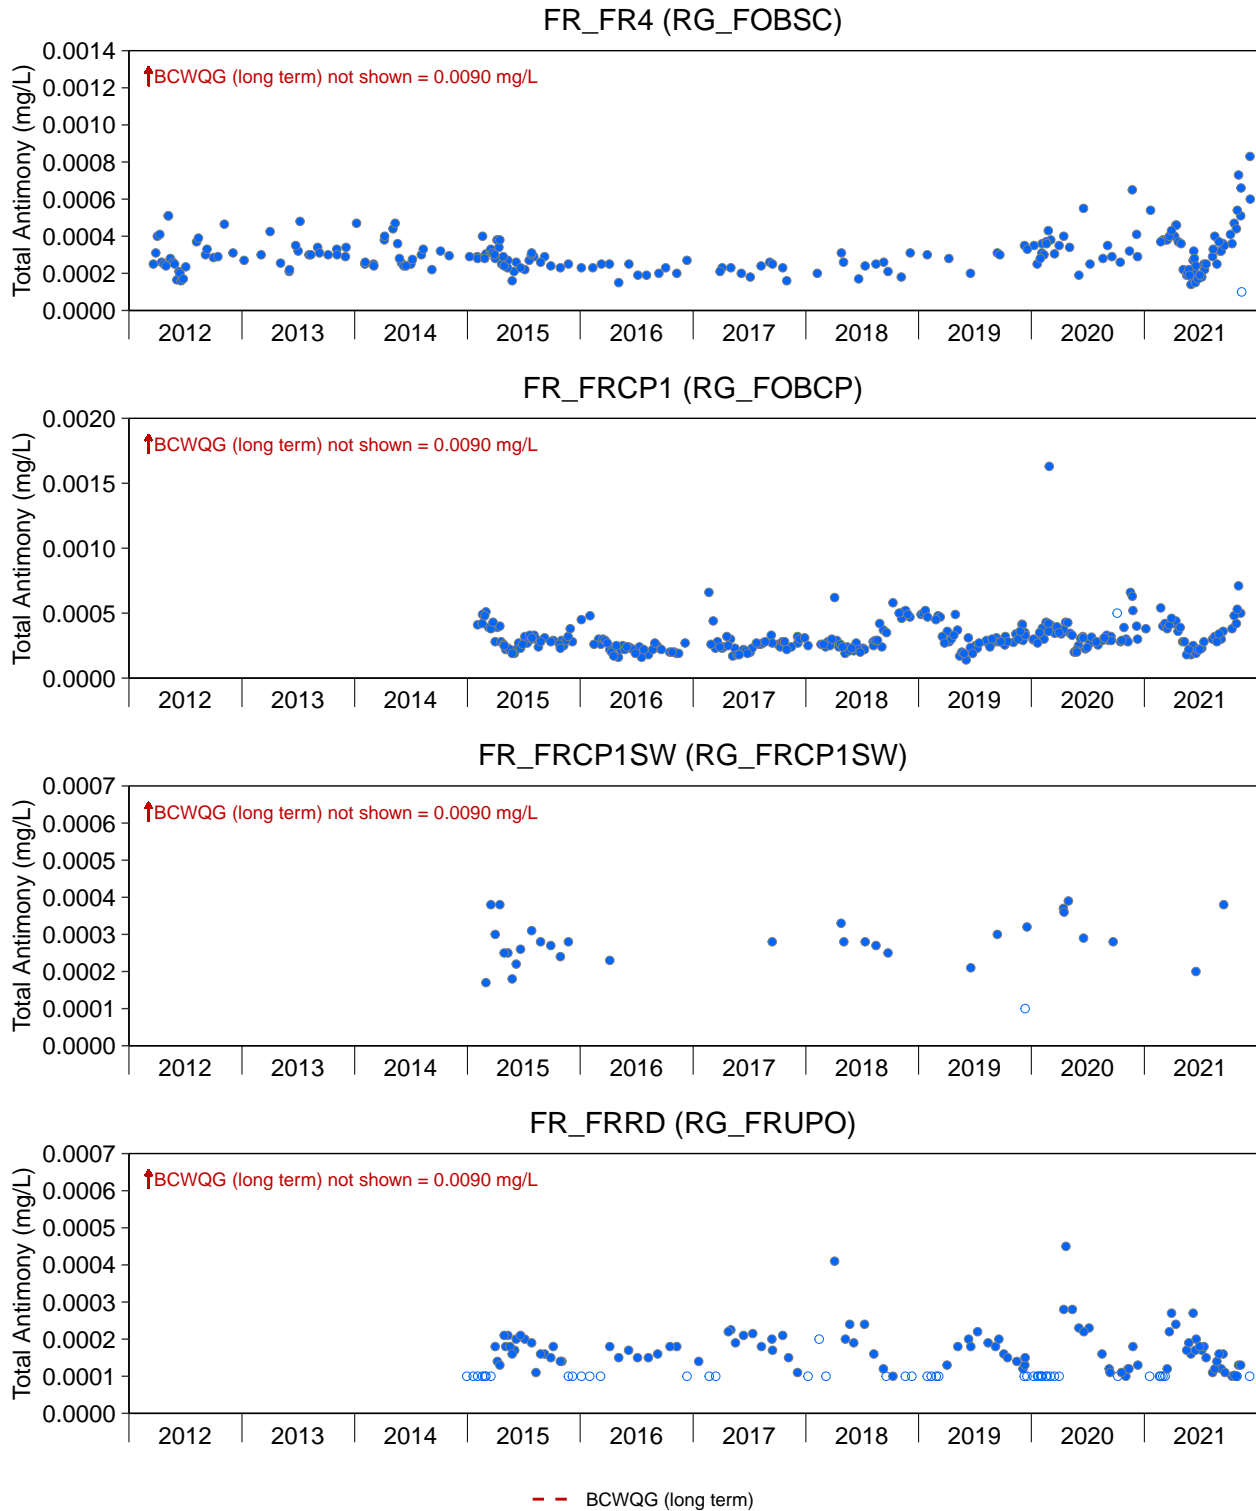 FR_FR4 (RG_FOBSC)
Total Antimony (mg/L)
0.0014
0.0012
0.0010
0.0008
0.0006
0.0004
0.0002
0.0000
BCWQG (long term) not shown = 0.0090 mg/L
2012 2013 2014 2015 2016 2017 2018 2019 2020 2021
FR_FRCP1 (RG_FOBCP)
Total Antimony (mg/L)
0.0020
0.0015
0.0010
0.0005
0.0000
BCWQG (long term) not shown = 0.0090 mg/L
2012 2013 2014 2015 2016 2017 2018 2019 2020 2021
FR_FRCP1SW (RG_FRCP1SW)
Total Antimony (mg/L)
0.0007
0.0006
0.0005
0.0004
0.0003
0.0002
0.0001
0.0000
BCWQG (long term) not shown = 0.0090 mg/L
2012 2013 2014 2015 2016 2017 2018 2019 2020 2021
FR_FRRD (RG_FRUPO)
Total Antimony (mg/L)
0.0007
0.0006
0.0005
0.0004
0.0003
0.0002
0.0001
0.0000
BCWQG (long term) not shown = 0.0090 mg/L
2012 2013 2014 2015 2016 2017 2018 2019 2020 2021
BCWQG (long term)